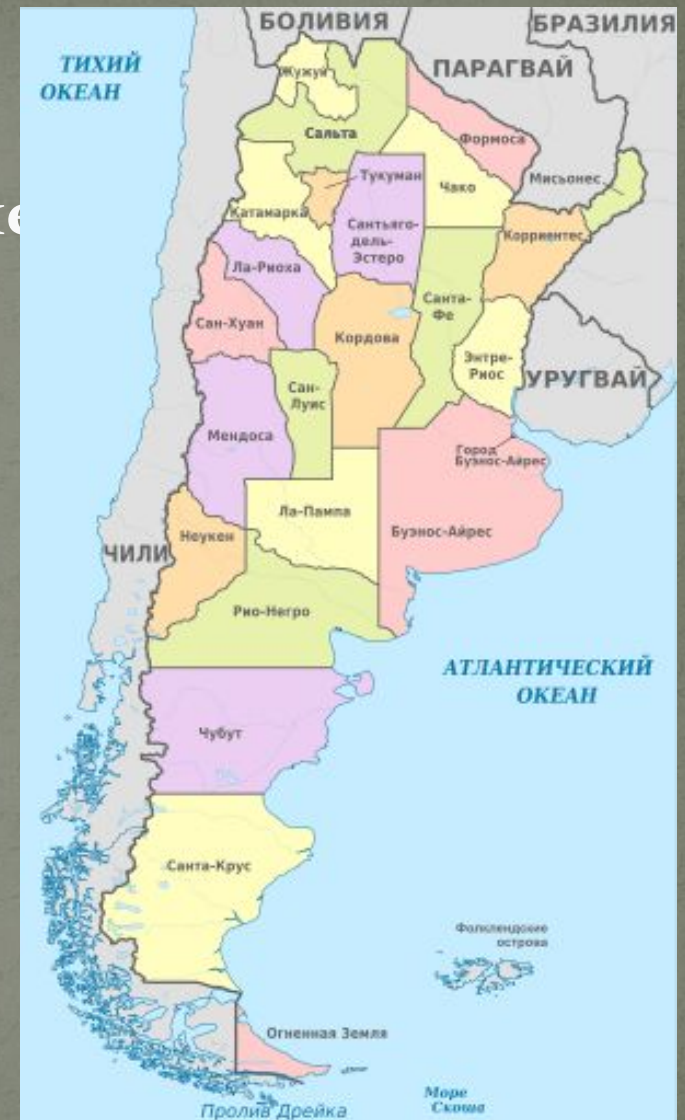 БОЛИВИЯ
БРАЗИЛИЯ
ТИХИЙ
ОКЕАН
ПАРАГВАЙ
Жужуй
Сальта
Формоса
Тукуман
Чако
Мисьонес
Катамарка
Сантьяго-
дель-
Эстеро
Корриентес
Ла-Риоха
Санта-
Фе
Сан-Хуан
Кордова
Энтре-
Риос
УРУГВАЙ
Сан-
Луис
Мендоса
Город
Буэнос-Айрес
Ла-Пампа
Буэнос-Айрес
Неукен
ЧИЛИ
Рио-Негро
АТЛАНТИЧЕСКИЙ
ОКЕАН
Чубут
Санта-Крус
Фолклендские
острова
Огненная Земля
Море
Скоша
Пролив Дрейка